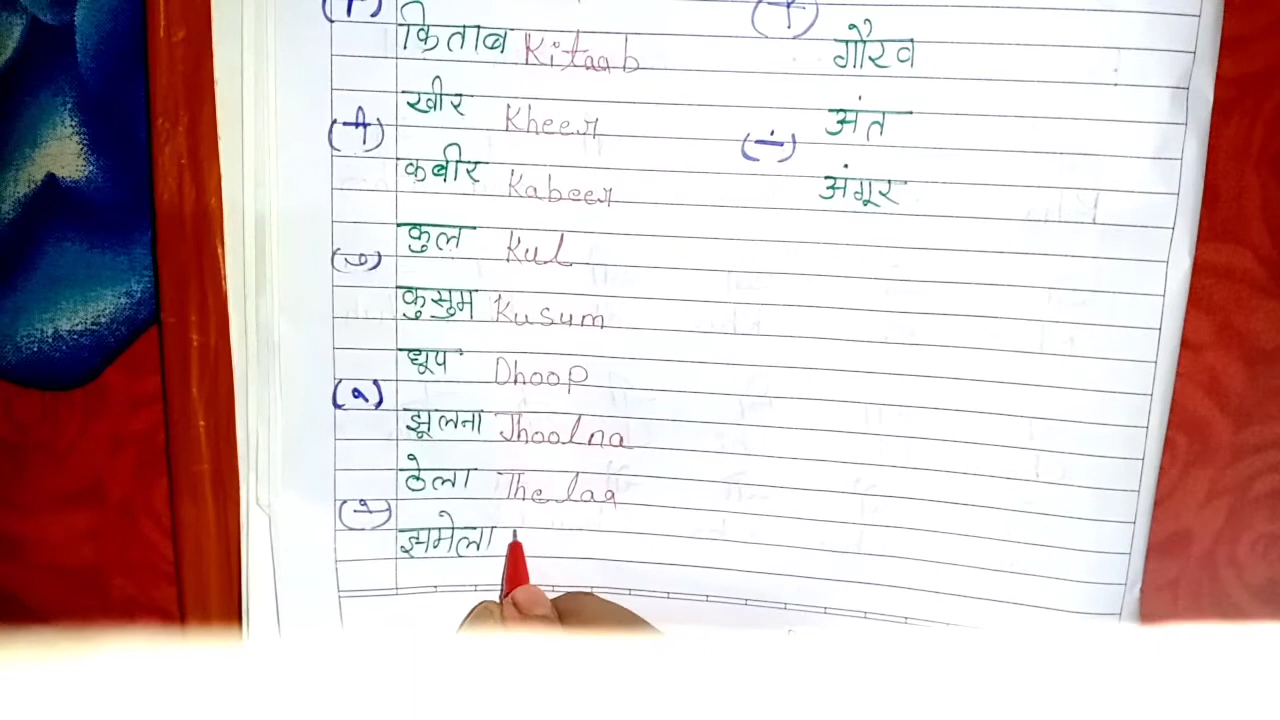 किताब Kitaab
खीर Kheer
कबीर Kabeer
कुल Kul
कुसुम Kusum
धूप Dhoop
झूलना Jhoolna
ठेला Thelaa
झमेला
गौरव
अंत
अंगूर